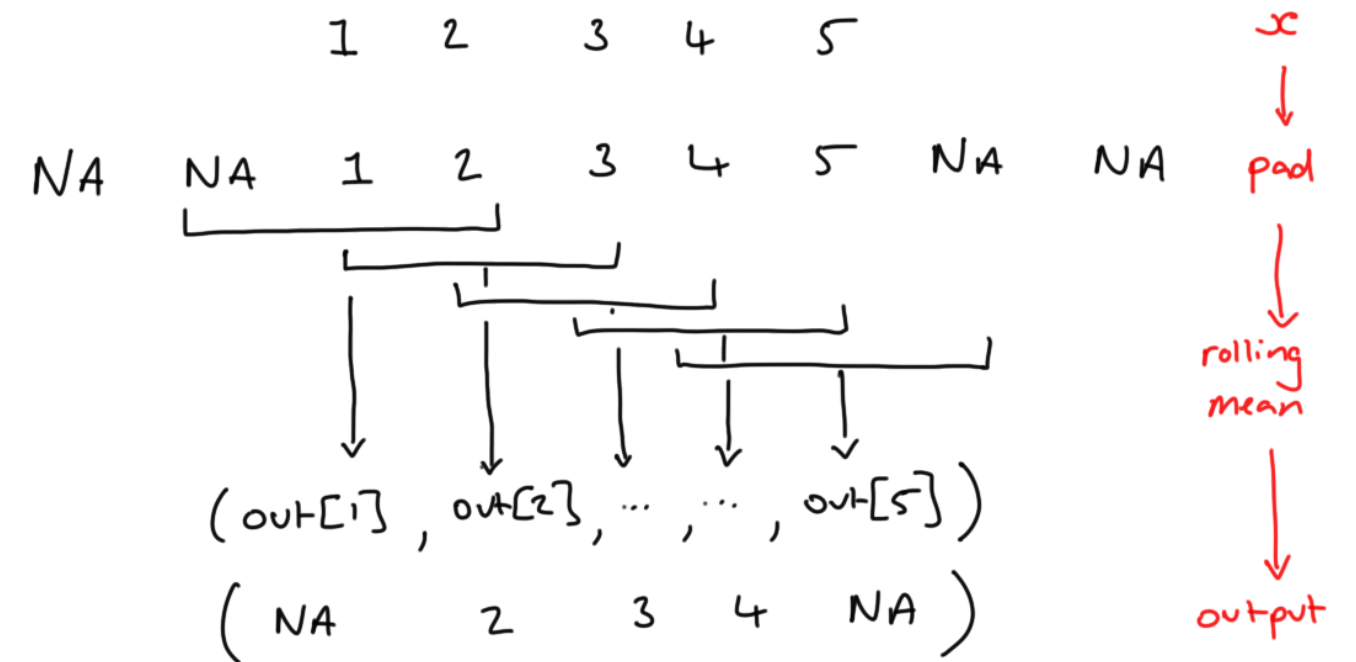 1 2 3 4 5 x
NA NA 1 2 3 4 5 NA NA pad
rolling
mean
(out[1], out[2], ..., ..., out[5])
(NA 2 3 4 NA) output